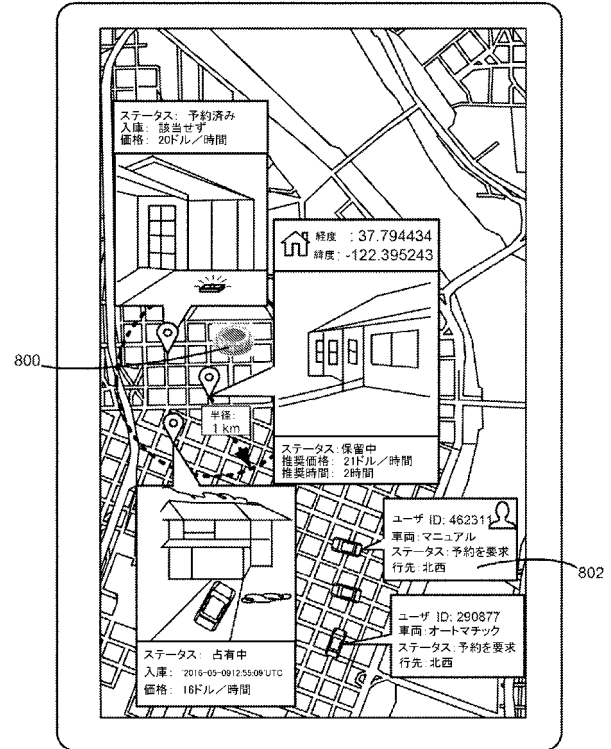 ステータス: 予約済み
入庫: 該当せず
価格: 20ドル／時間
経度 : 37.794434
緯度: -122.395243
800
半径:
1 km
ステータス:保留中
推奨価格: 21ドル／時間
推奨時間: 2時間
ユーザ ID: 462311
車両:マニュアル
ステータス:予約を要求
行先:北西
802
ユーザ ID: 290877
車両:オートマチック
ステータス:予約を要求
行先:北西
ステータス: 占有中
入庫: '2016-05-0912:55:09'UTC
価格: 16ドル／時間